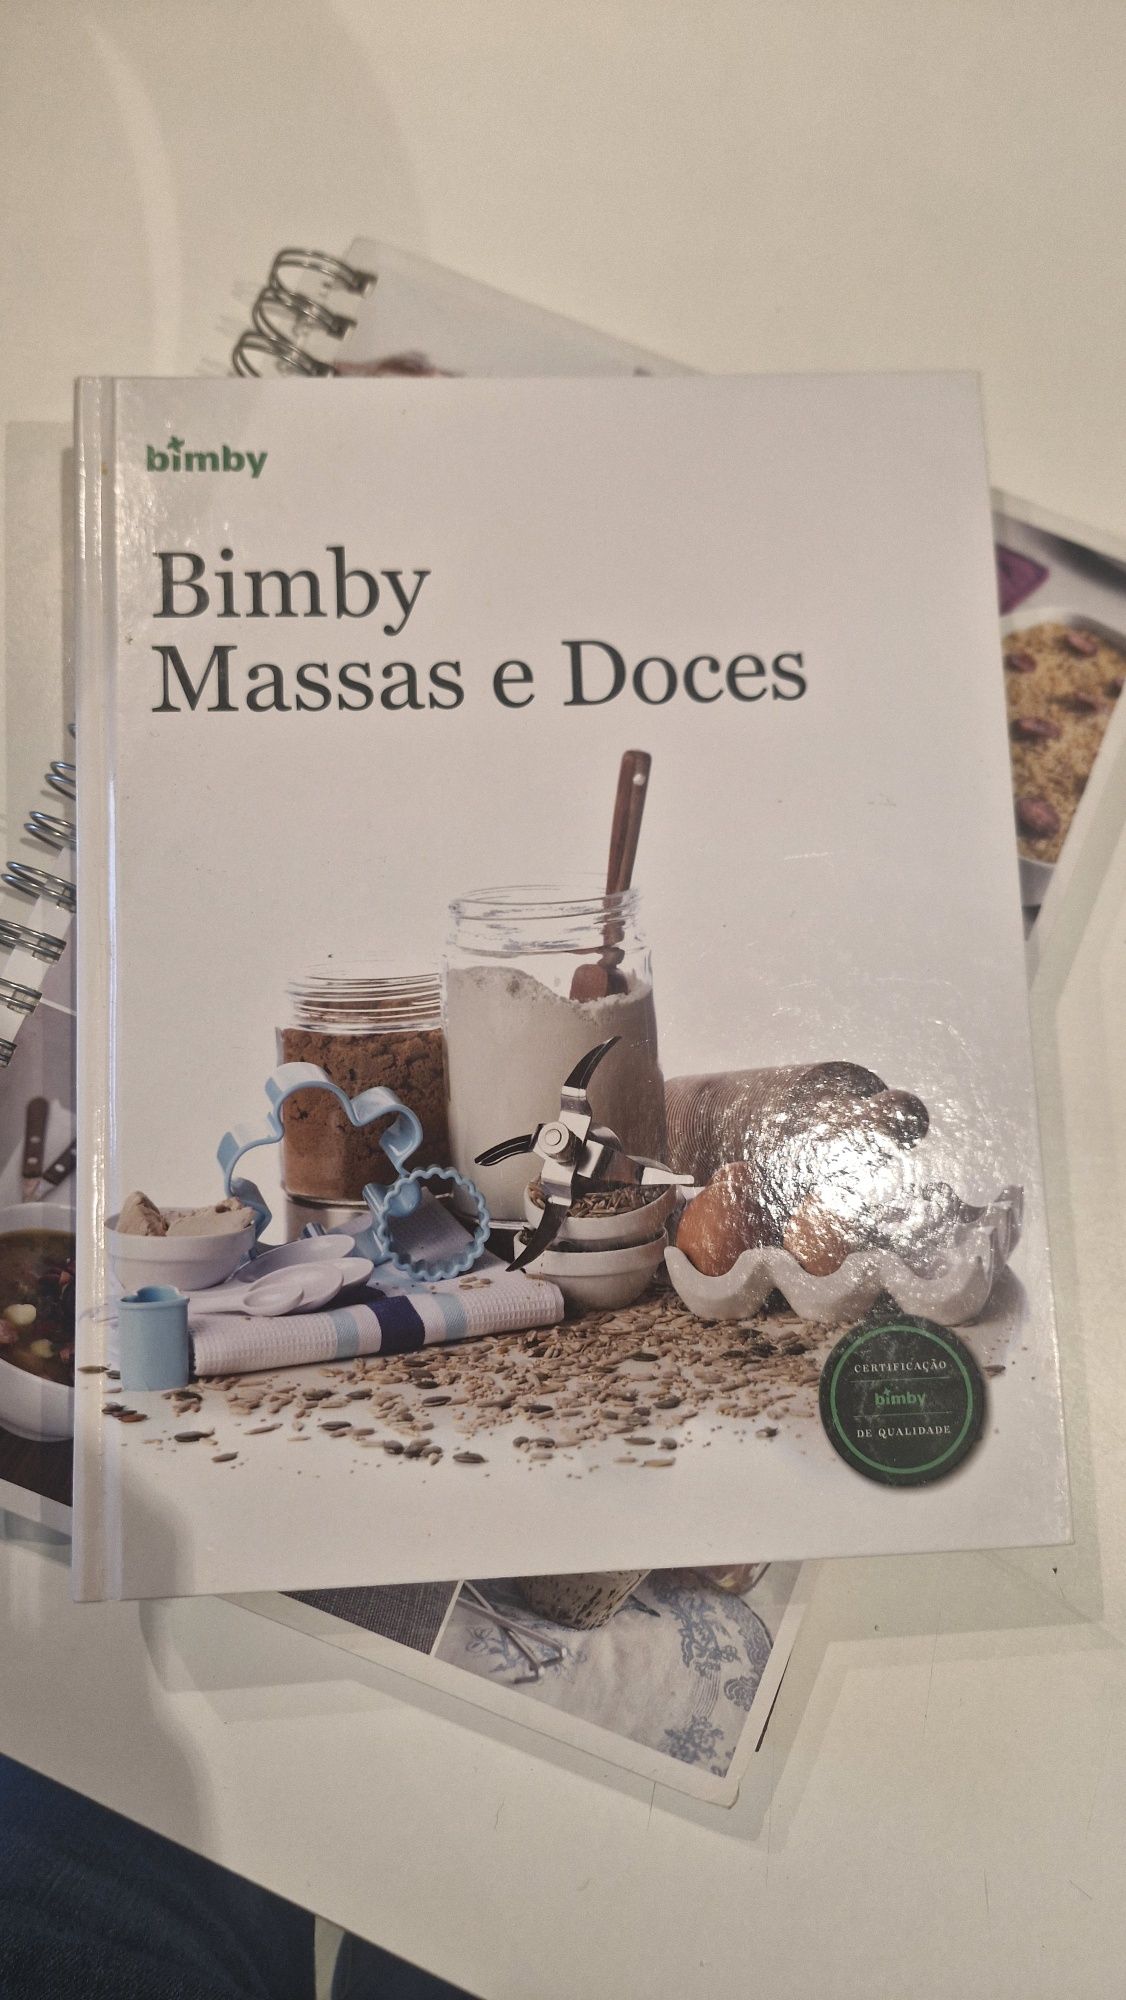 bimby
Bimby
Massas e Doces
CERTIFICAÇÃO
bimby
DE QUALIDADE